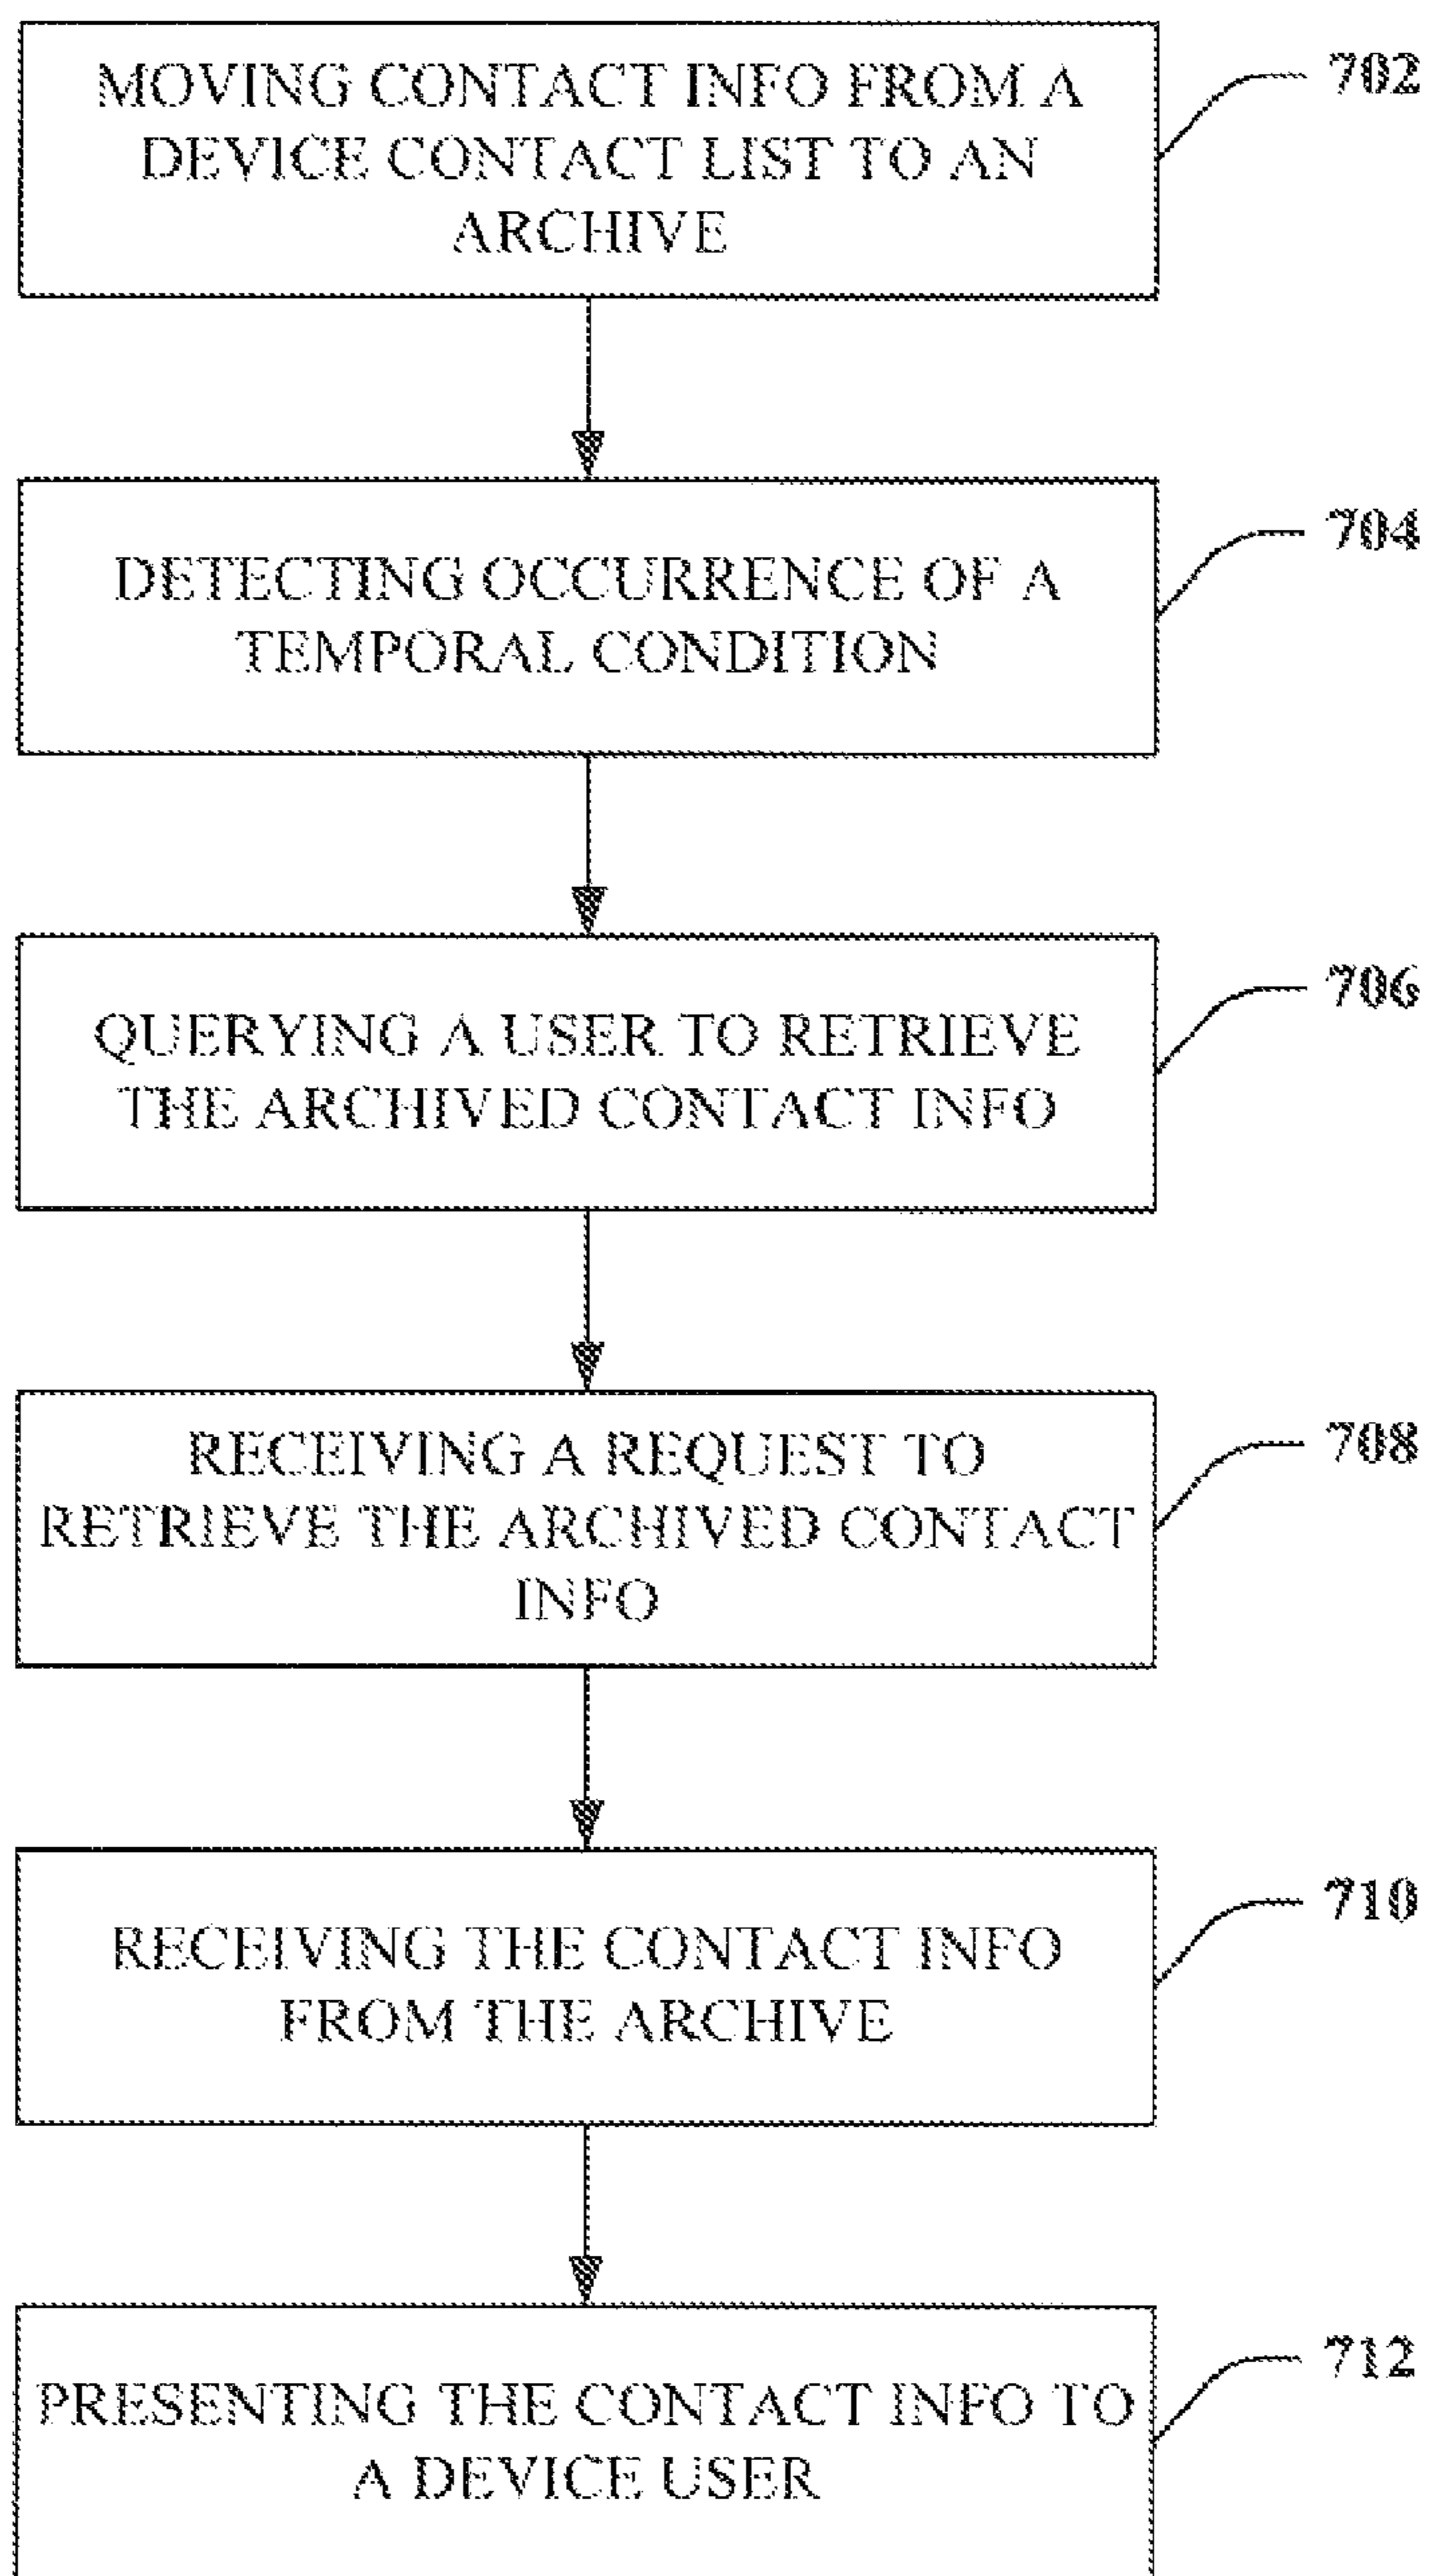 MOVING CONTACT INFO FROM A
DEVICE CONTACT LIST TO AN
ARCHIVE
702
DETECTING OCCURRENCE OF A
TEMPORAL CONDITION
704
QUERYING A USER TO RETRIEVE
THE ARCHIVED CONTACT INFO
706
RECEIVING A REQUEST TO
RETRIEVE THE ARCHIVED CONTACT
INFO
708
RECEIVING THE CONTACT INFO
FROM THE ARCHIVE
710
PRESENTING THE CONTACT INFO TO
A DEVICE USER
712